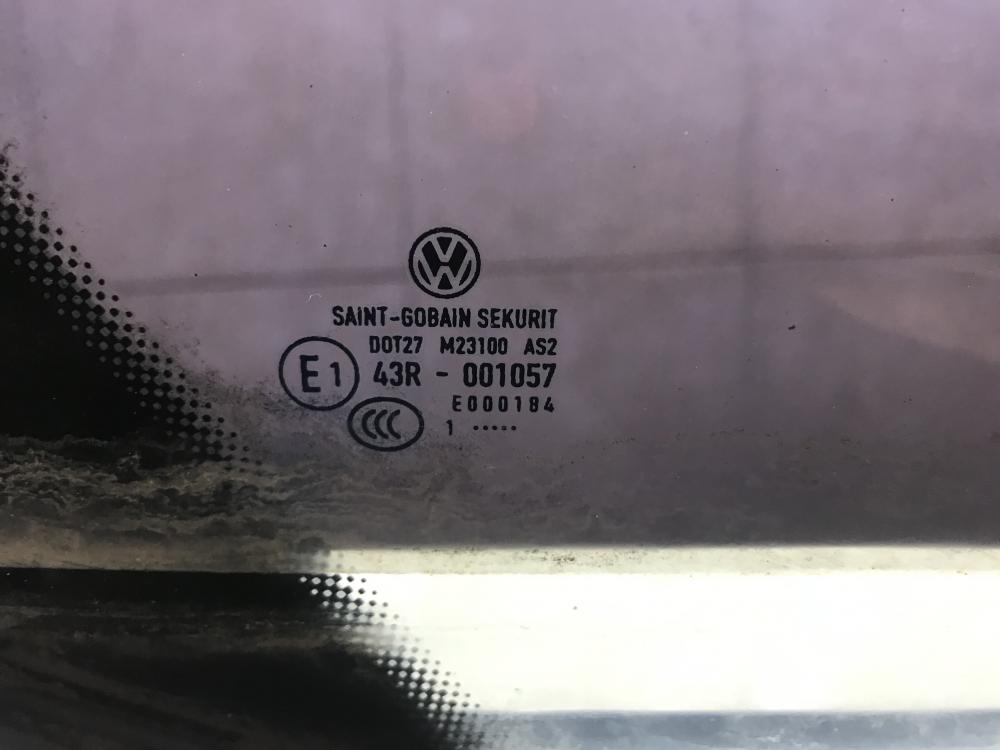 SAINT-GOBAIN SEKURIT
DOT27 M23100 AS2
E1 43R - 001057
E000184
CCC 1 .....